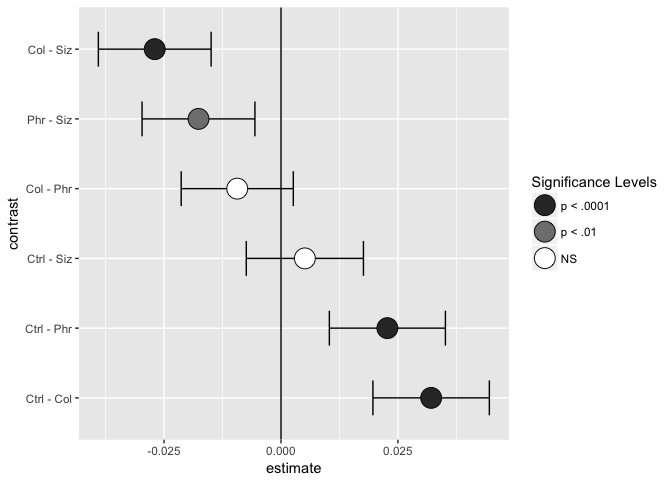 Col - Siz
Phr - Siz
Col - Phr
Ctrl - Siz
Ctrl - Phr
Ctrl - Col
contrast
-0.025 0.000 0.025
estimate
Significance Levels
p < .0001
p < .01
NS